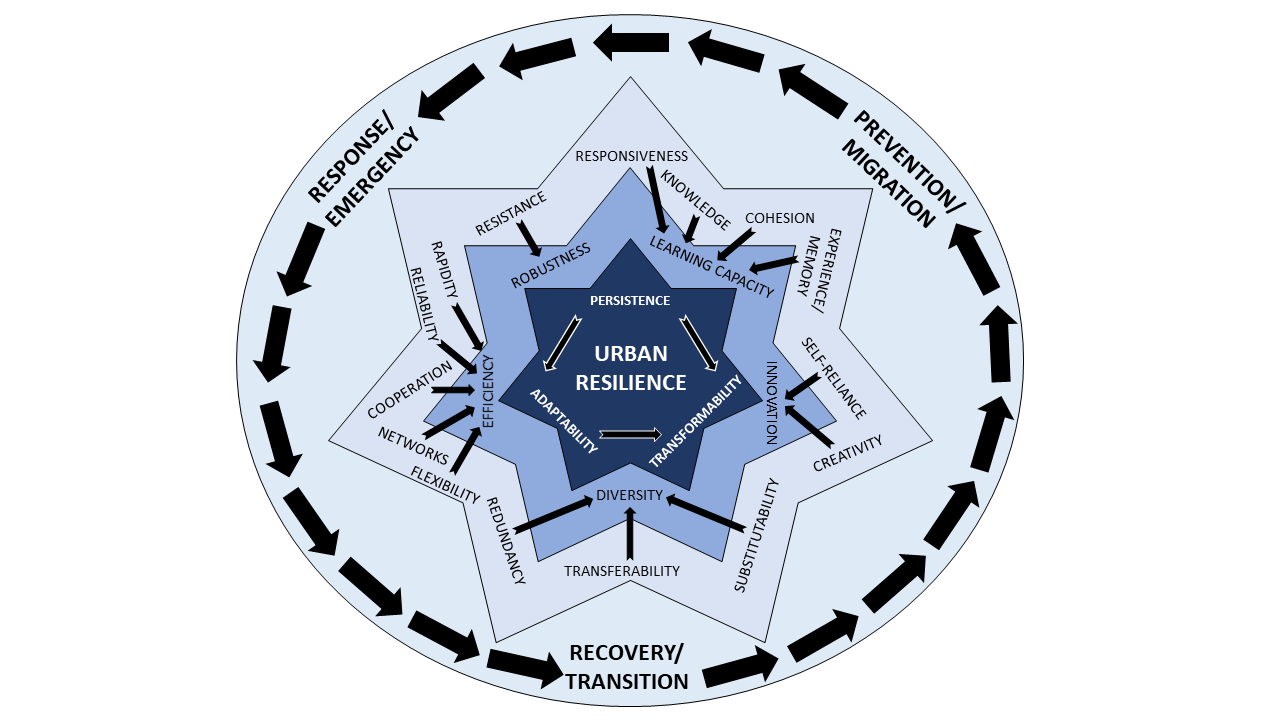 RESPONSE/
EMERGENCY
PREVENTION/
MIGRATION
RESPONSIVENESS
KNOWLEDGE
COHESION
EXPERIENCE/
MEMORY
RESISTANCE
ROBUSTNESS
LEARNING CAPACITY
RAPIDITY
RELIABILITY
COOPERATION
NETWORKS
FLEXIBILITY
EFFICIENCY
PERSISTENCE
URBAN
RESILIENCE
ADAPTABILITY
TRANSFORMABILITY
INNOVATION
SELF-RELIANCE
CREATIVITY
DIVERSITY
REDUNDANCY
TRANSFERABILITY
SUBSTITUTABILITY
RECOVERY/
TRANSITION